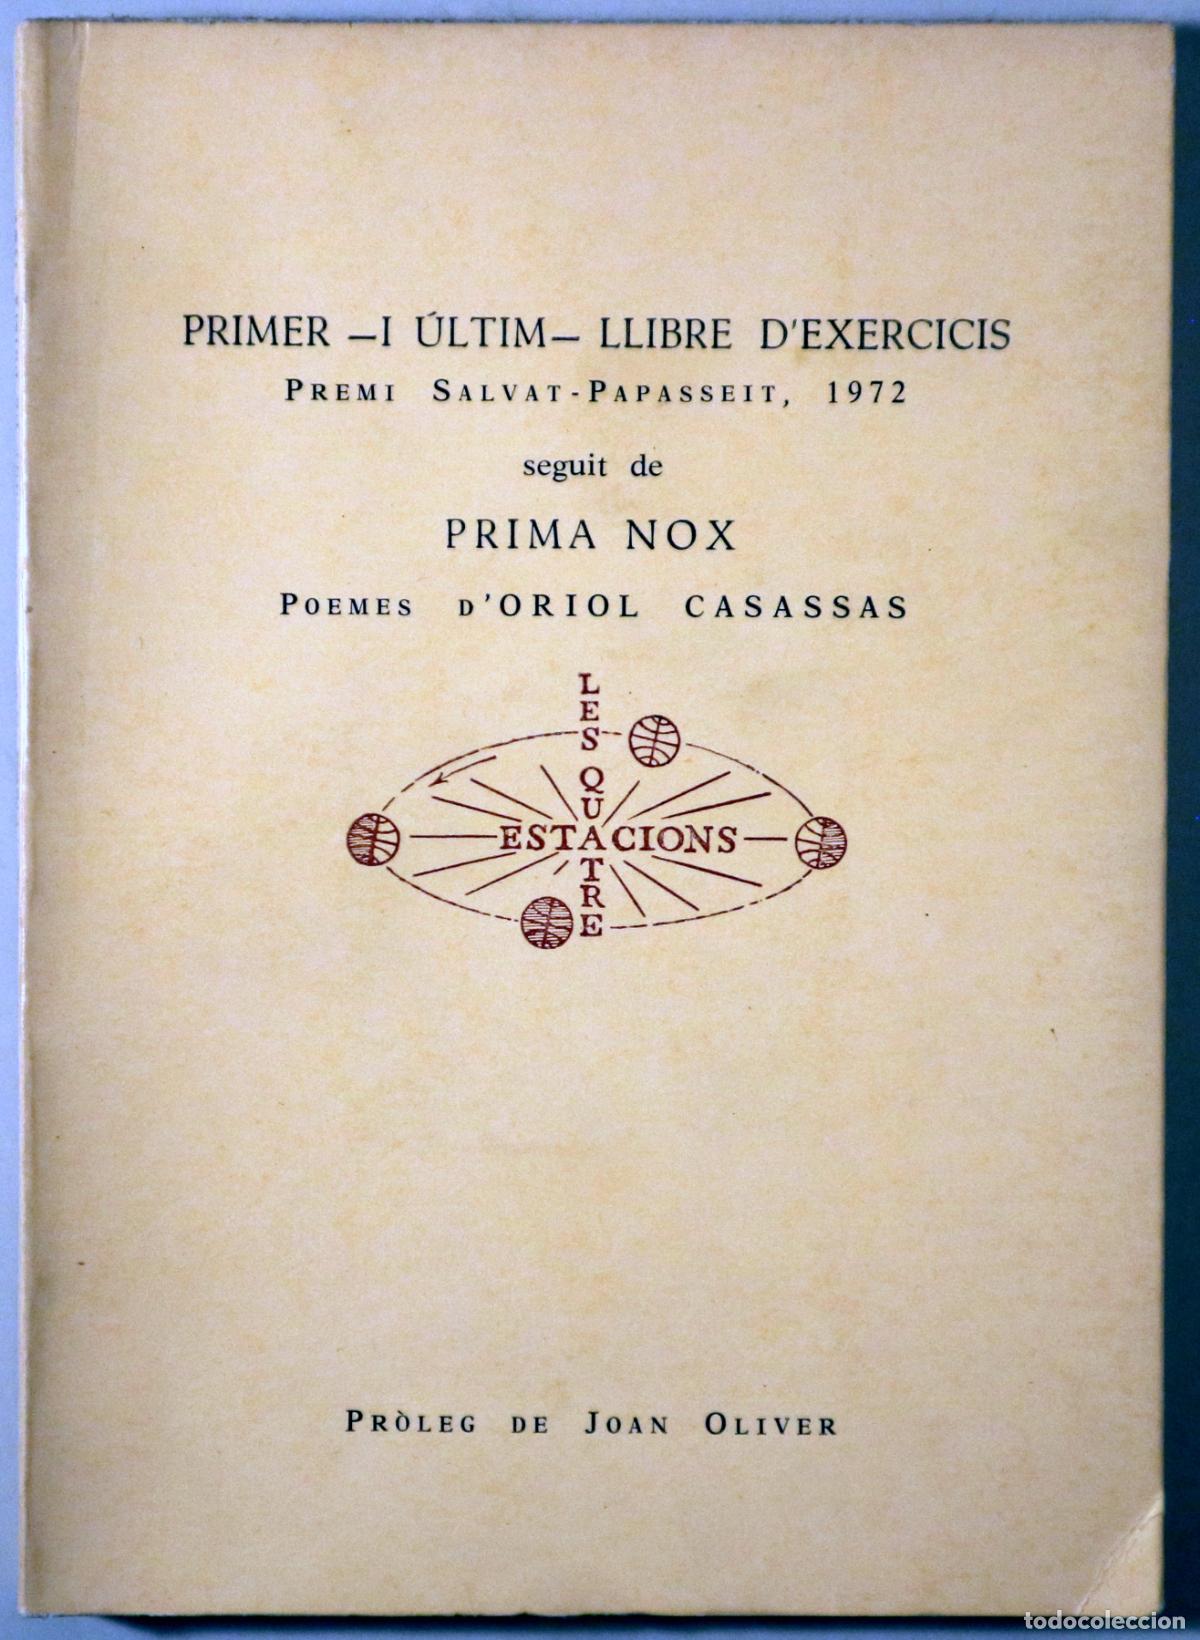 PRIMER –I ÚLTIM– LLIBRE D'EXERCICIS
PREMI SALVAT-PAPASSEIT, 1972
seguit de
PRIMA NOX
POEMES D'ORIOL CASASSAS
LES QUATRE
ESTACIONS
PRÒLEG DE JOAN OLIVER
todocoleccion